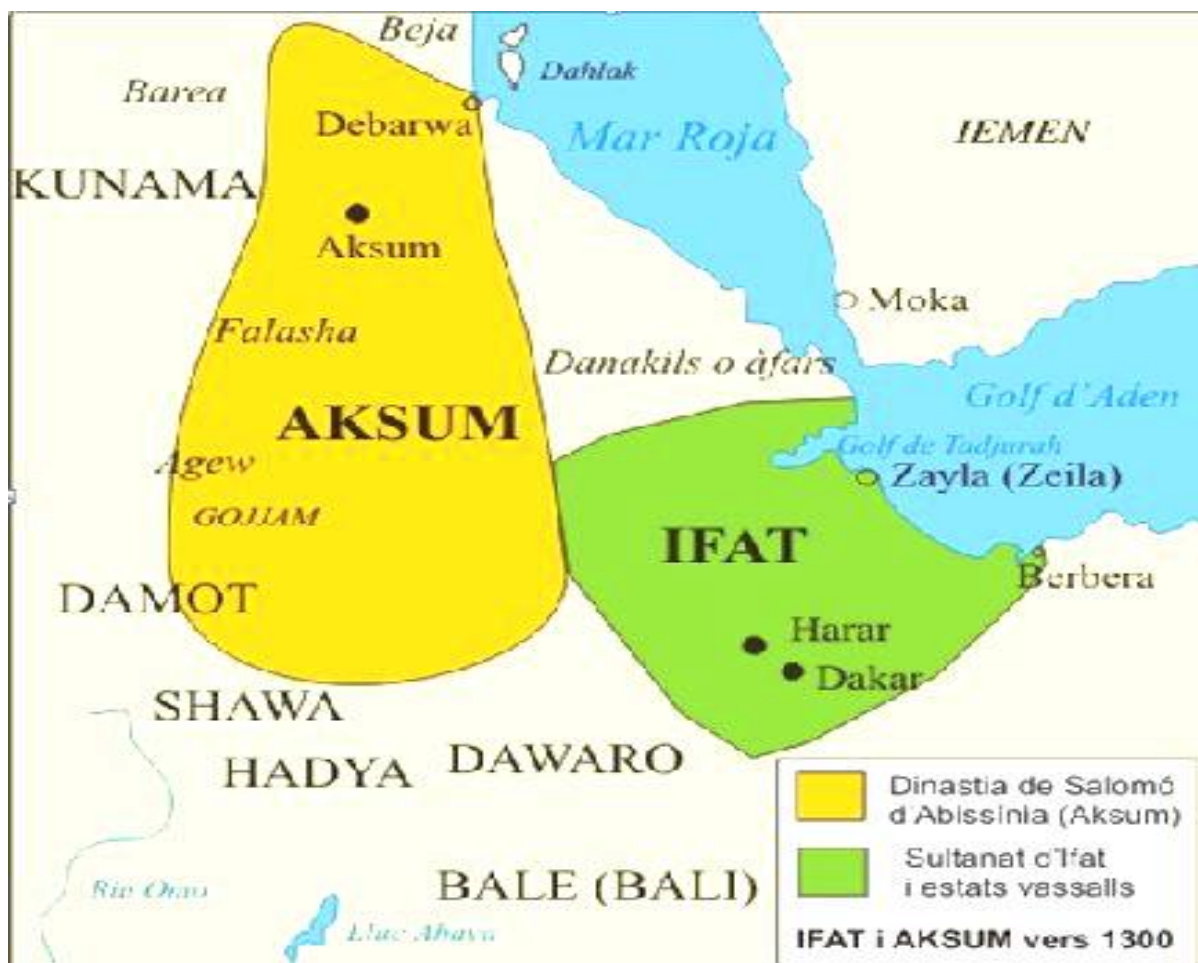 Beja
Dahlak
Barea
Debarwa
Mar Roja
IEMEN
KUNAMA
Aksum
Moka
Falasha
Danakils o àfars
Golf d'Aden
AKSUM
Golf de Tadjurah
Agew
Zayla (Zeila)
GOJJAM
IFAT
Berbera
DAMOT
Harar
Dakar
SHAWA
DAWARO
HADYA
Dinastia de Salomó
d'Abissínia (Aksum)
Sultanat d'Ifat
i estats vassalls
BALE (BALI)
Llac Abaya
IFAT i AKSUM vers 1300